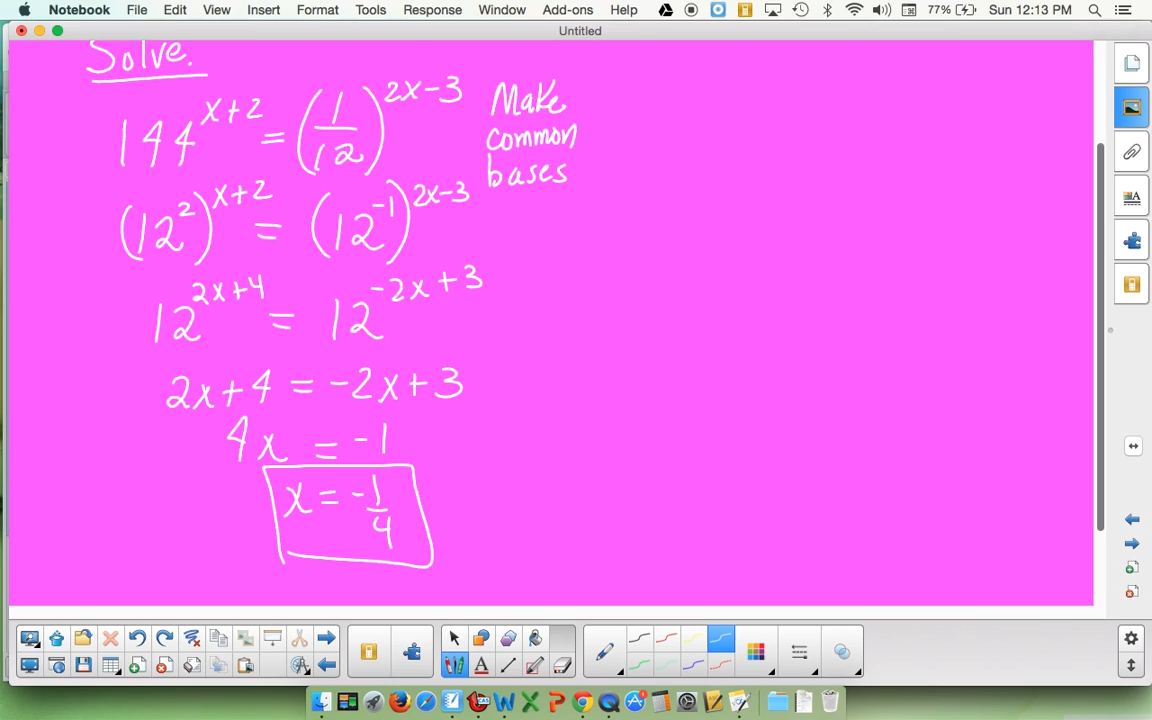 Notebook File Edit View Insert Format Tools Response Window Add-ons Help 77% Sun 12:13 PM
Untitled
Solve.
144^(x+2) = (1/12)^(2x-3) Make common bases
(12^2)^(x+2) = (12^-1)^(2x-3)
12^(2x+4) = 12^(-2x+3)
2x+4 = -2x+3
4x = -1
x = -1/4